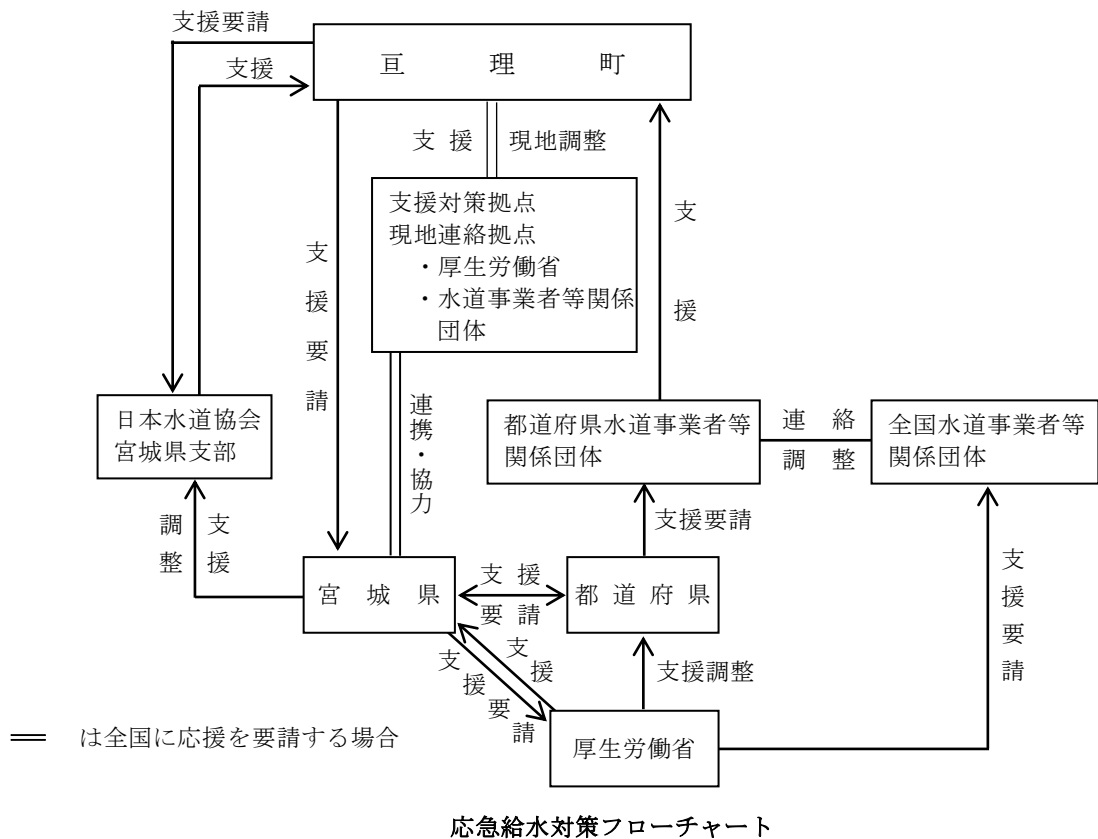 支援要請
支援
亘理町
支援
現地調整
支援対策拠点
現地連絡拠点
・厚生労働省
・水道事業者等関係
団体
支援要請
支援
連携・協力
日本水道協会
宮城県支部
都道府県水道事業者等
関係団体
連絡
調整
全国水道事業者等
関係団体
調整
支援
支援要請
支援要請
宮城県
支援
要請
都道府県
支援
支援要請
支援調整
厚生労働省
══ は全国に応援を要請する場合
応急給水対策フローチャート